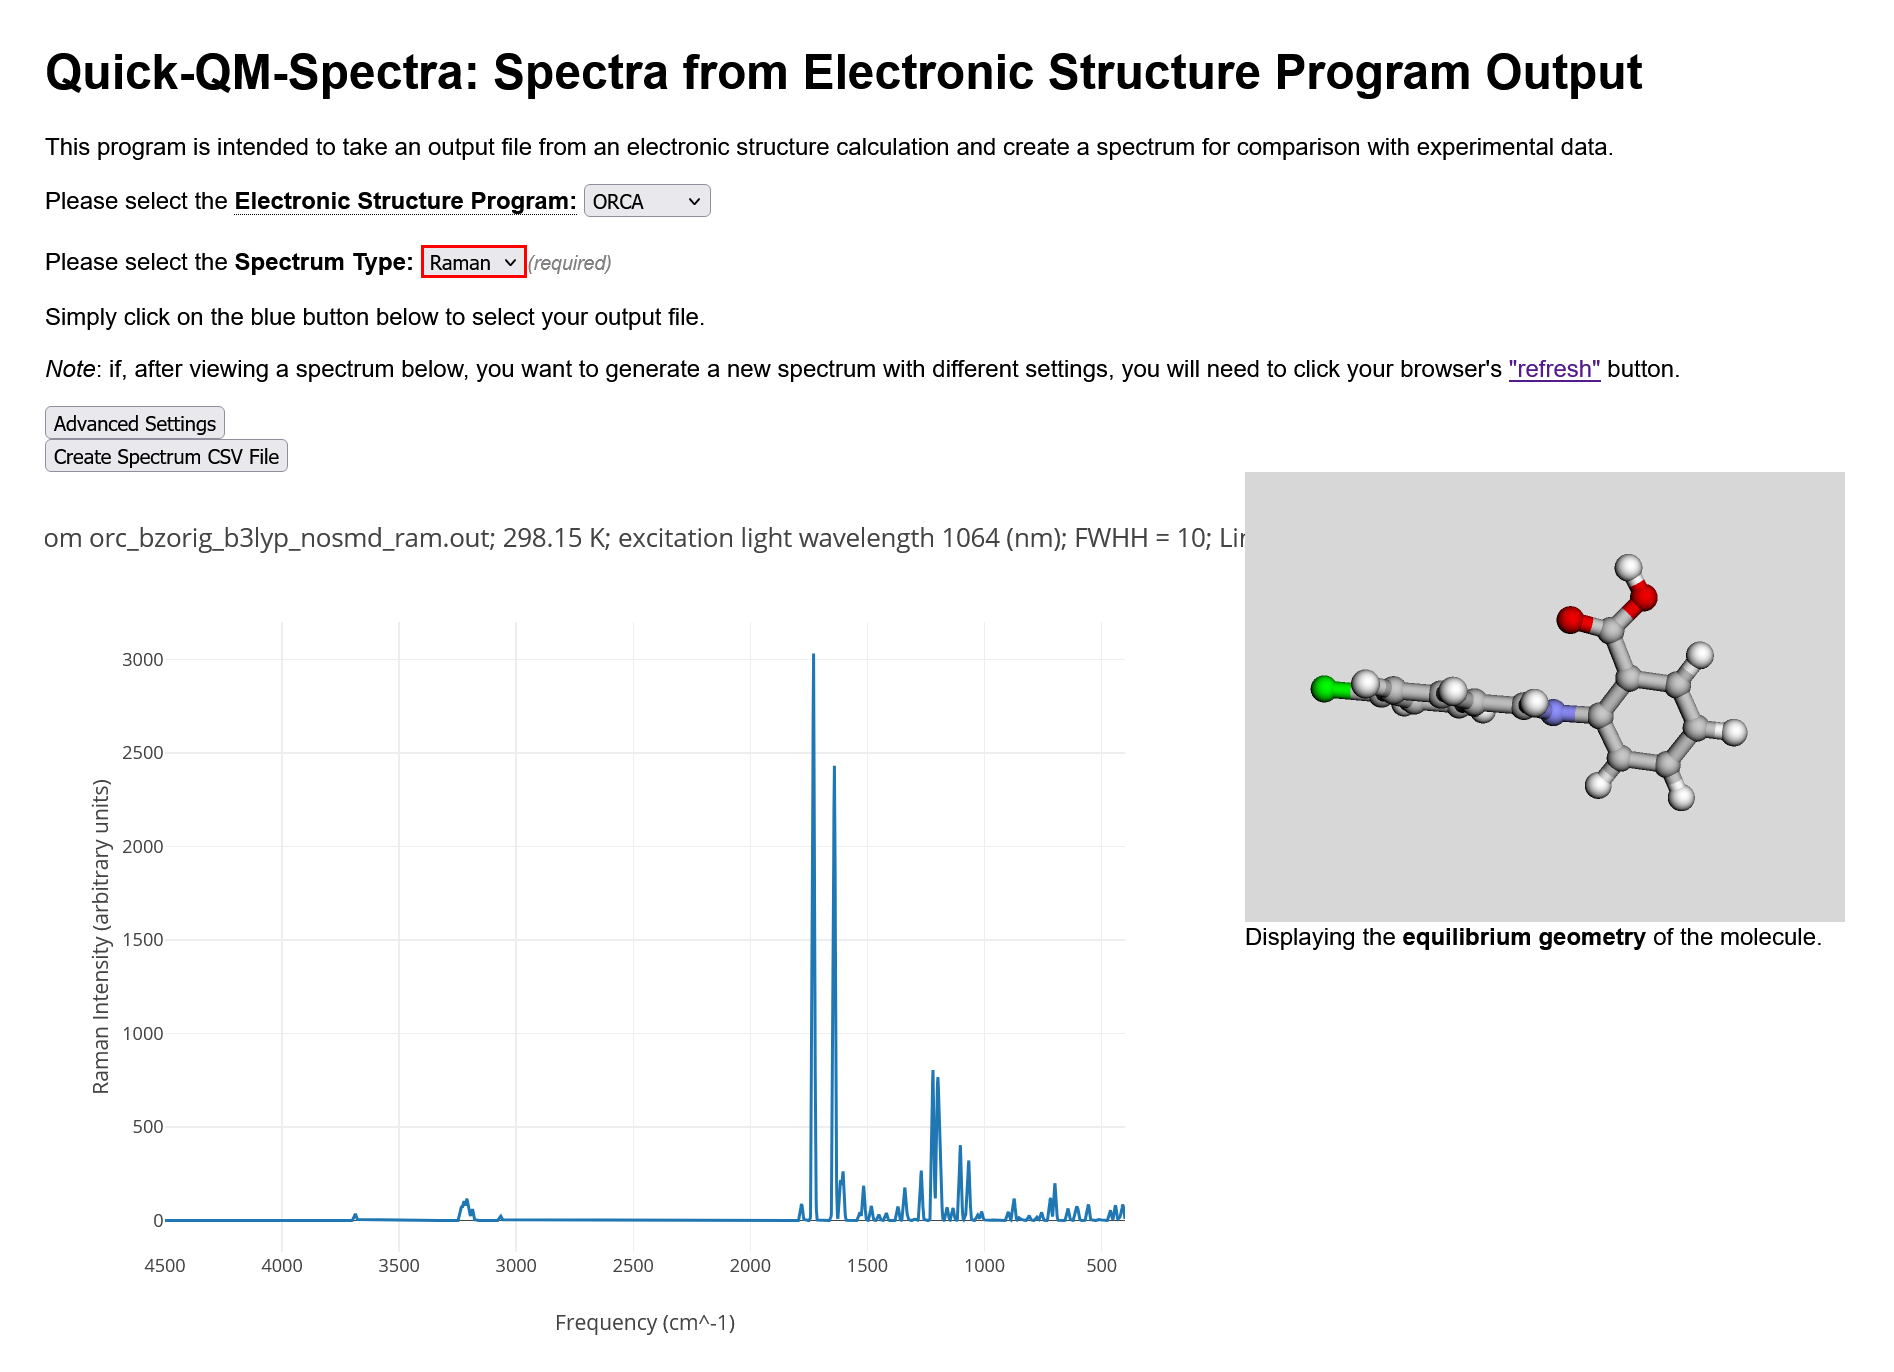 Quick-QM-Spectra: Spectra from Electronic Structure Program Output
This program is intended to take an output file from an electronic structure calculation and create a spectrum for comparison with experimental data.
Please select the Electronic Structure Program: ORCA
Please select the Spectrum Type: Raman (required)
Simply click on the blue button below to select your output file.
Note: if, after viewing a spectrum below, you want to generate a new spectrum with different settings, you will need to click your browser's "refresh" button.
Advanced Settings
Create Spectrum CSV File
om orc_bzorig_b3lyp_nosmd_ram.out; 298.15 K; excitation light wavelength 1064 (nm); FWHH = 10; Lin
Raman Intensity (arbitrary units)
3000
2500
2000
1500
1000
500
0
4500 4000 3500 3000 2500 2000 1500 1000 500
Frequency (cm^-1)
Displaying the equilibrium geometry of the molecule.